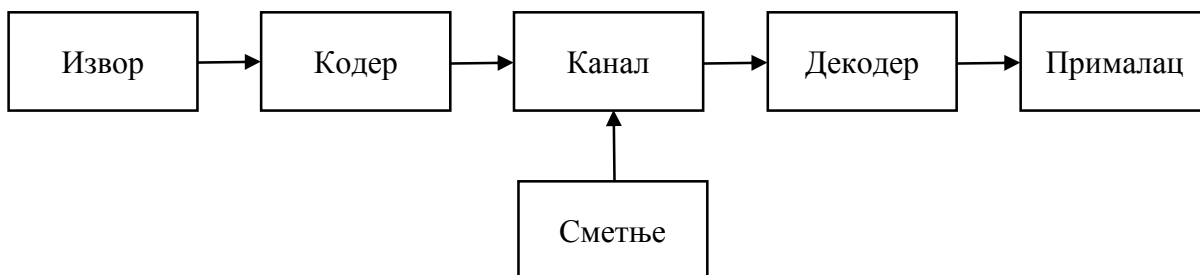 Извор
Кодер
Канал
Декодер
Прималац
Сметње